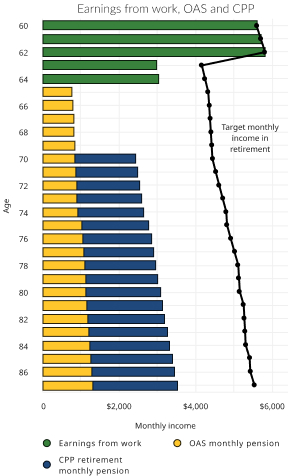 Earnings from work, OAS and CPP
60
62
64
66
68
70
72
74
76
78
80
82
84
86
Age
Target monthly
income in
retirement
0 $2,000 $4,000 $6,000
Monthly income
Earnings from work OAS monthly pension
CPP retirement
monthly pension